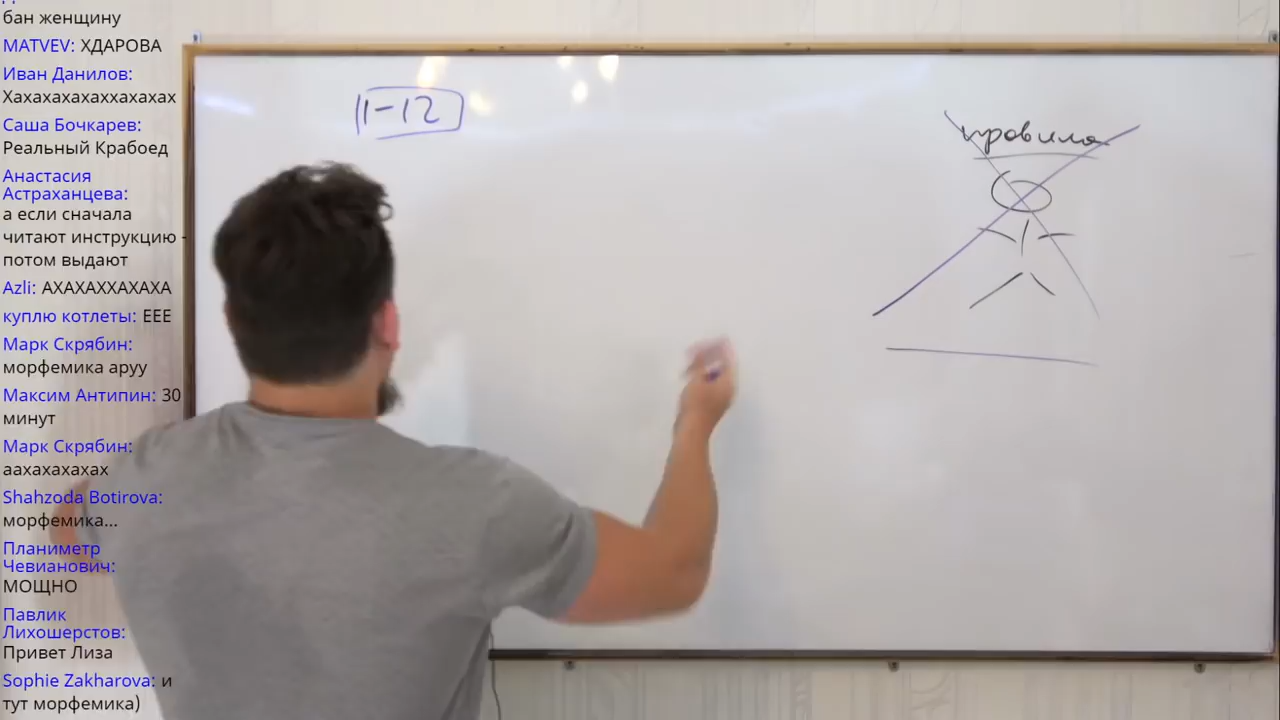 бан женщину
MATVEV: ХДАРОВА
Иван Данилов:
Хахахахахаххахахах
Саша Бочкарев:
Реальный Крабоед
Анастасия
Астраханцева:
а если сначала
читают инструкцию -
потом выдают
Azli: АХАХАХХАХАХА
куплю котлеты: ЕЕЕ
Марк Скрябин:
морфемика аруу
Максим Антипин: 30
минут
Марк Скрябин:
аахахахахах
Shahzoda Botirova:
морфемика...
Планиметр
Чевианович:
МОЩНО
Павлик
Лихошерстов:
Привет Лиза
Sophie Zakharova: и
тут морфемика)
11-12
правила